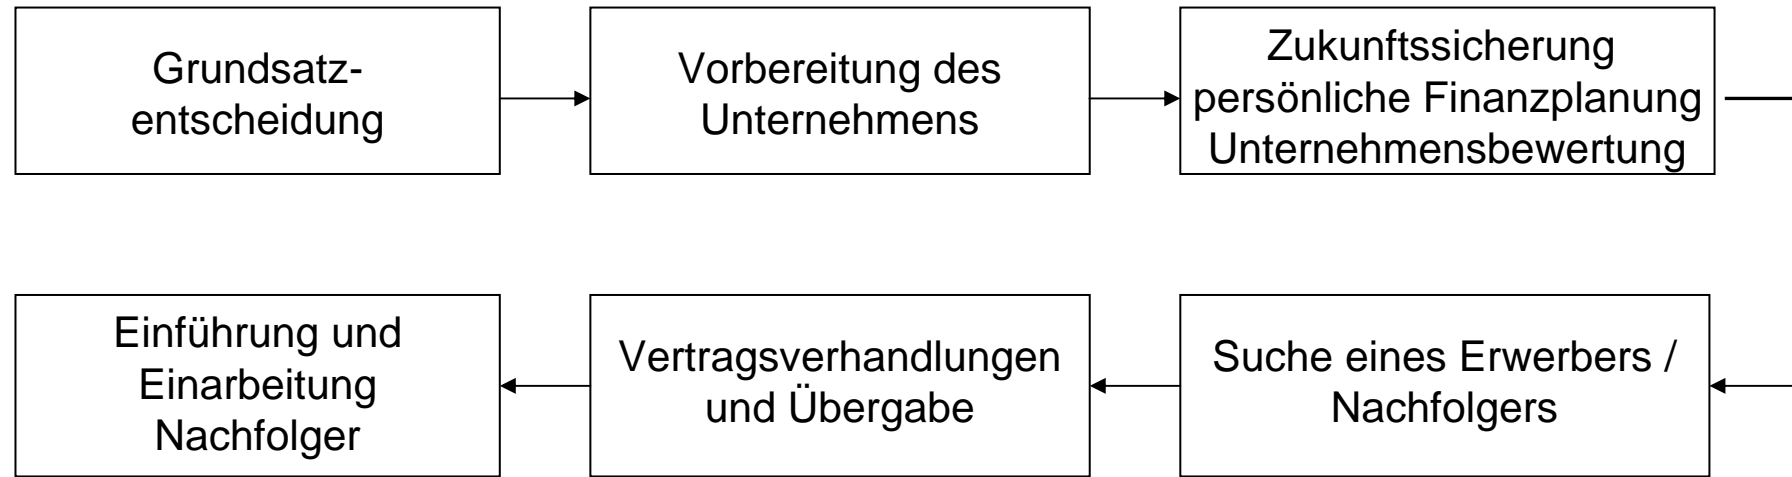 Grundsatz-
entscheidung
Vorbereitung des
Unternehmens
Zukunftssicherung
persönliche Finanzplanung
Unternehmensbewertung
Suche eines Erwerbers /
Nachfolgers
Vertragsverhandlungen
und Übergabe
Einführung und
Einarbeitung
Nachfolger